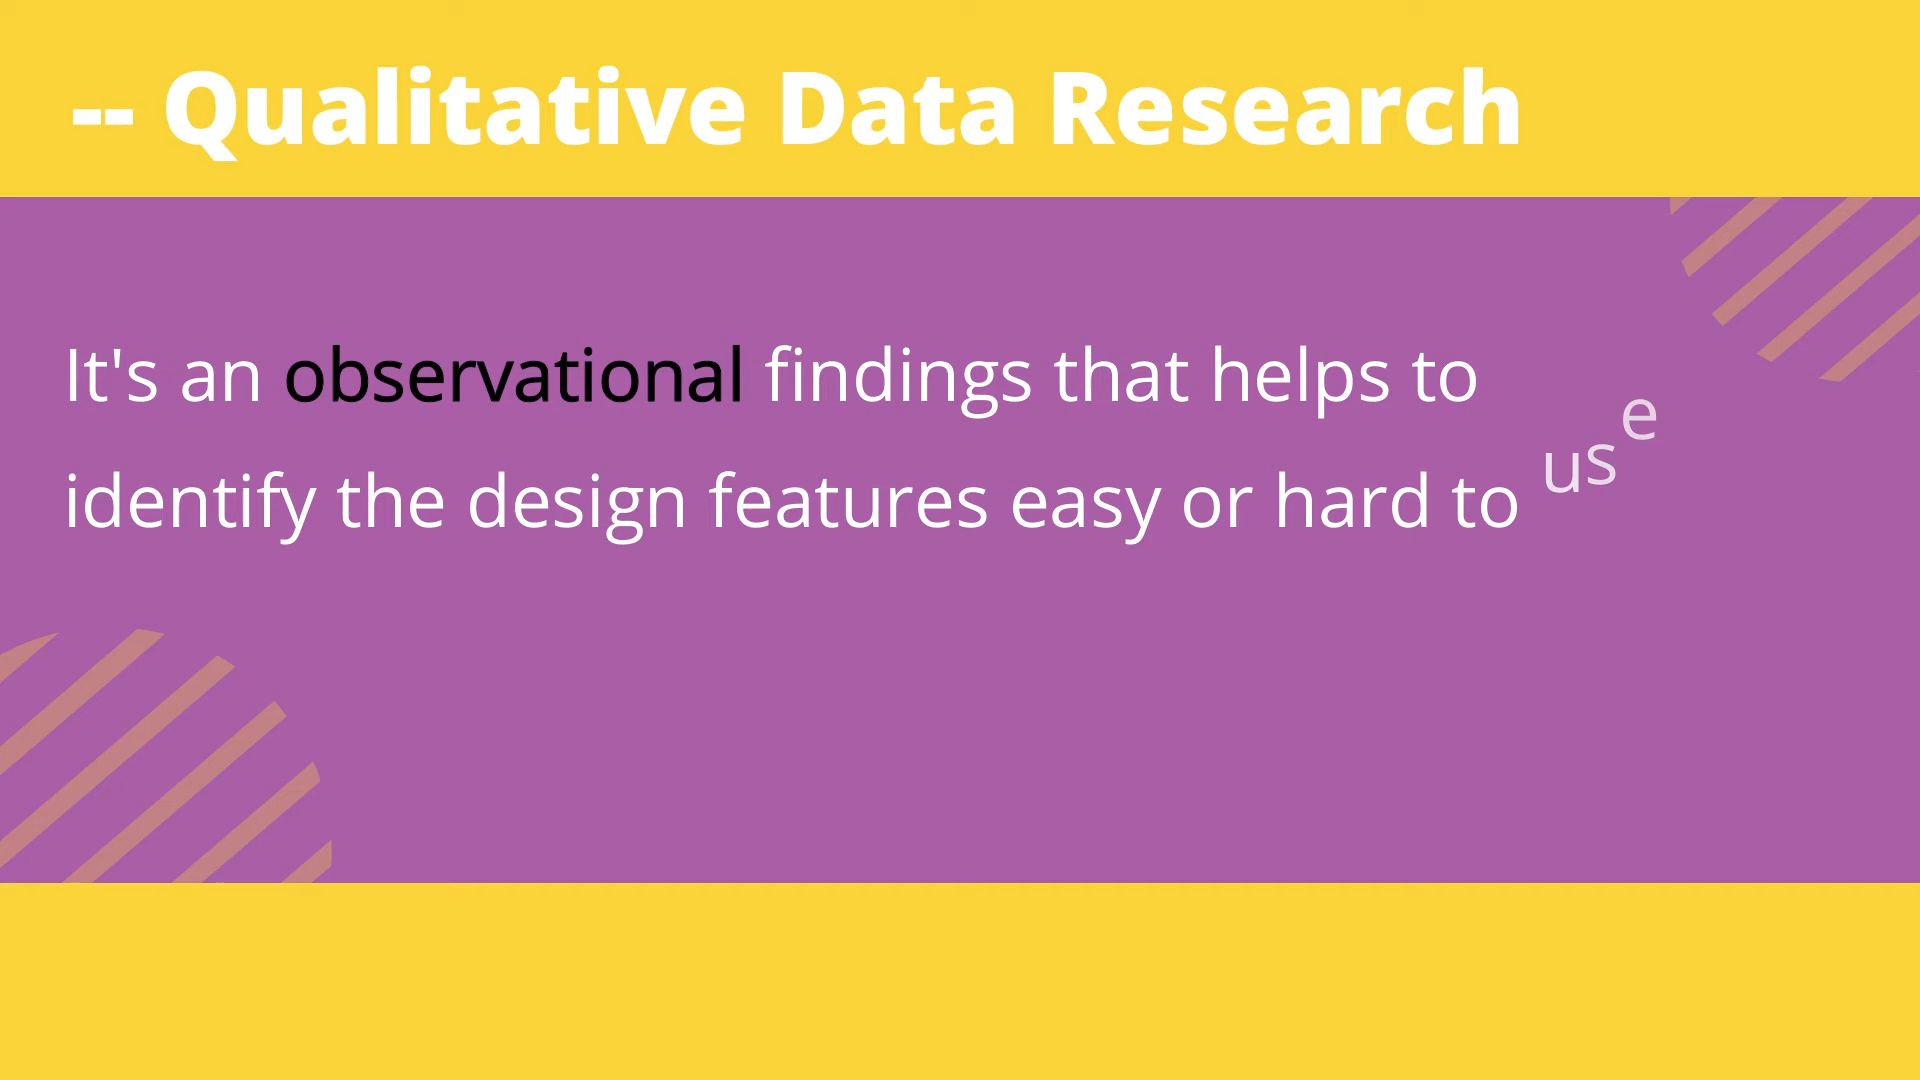 -- Qualitative Data Research
It's an observational findings that helps to
identify the design features easy or hard to use